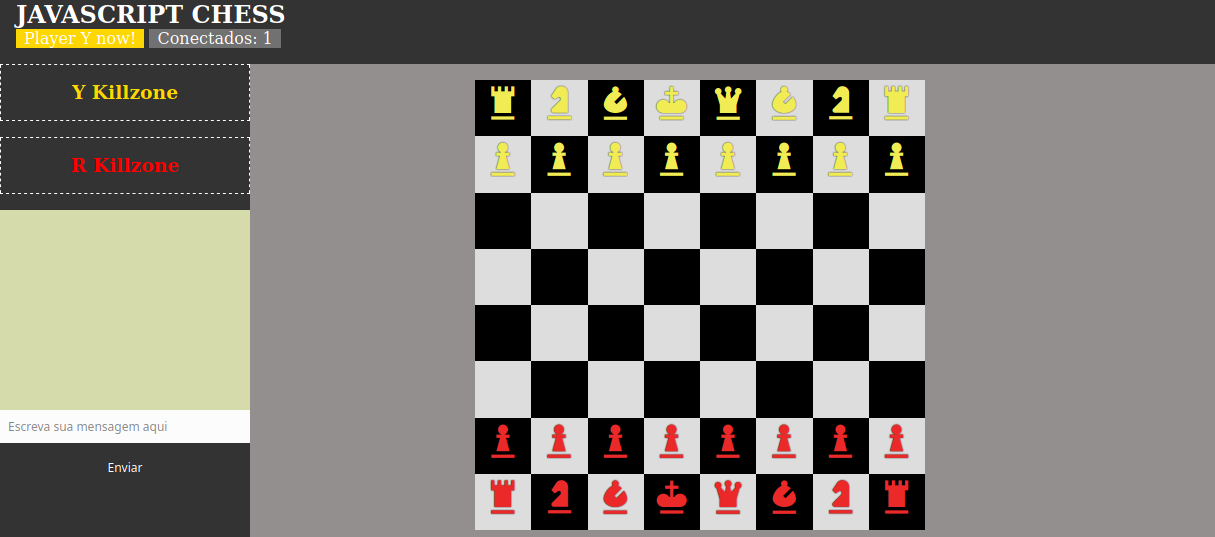 JAVASCRIPT CHESS
Player Y now! Conectados: 1
Y Killzone
R Killzone
Escreva sua mensagem aqui
Enviar